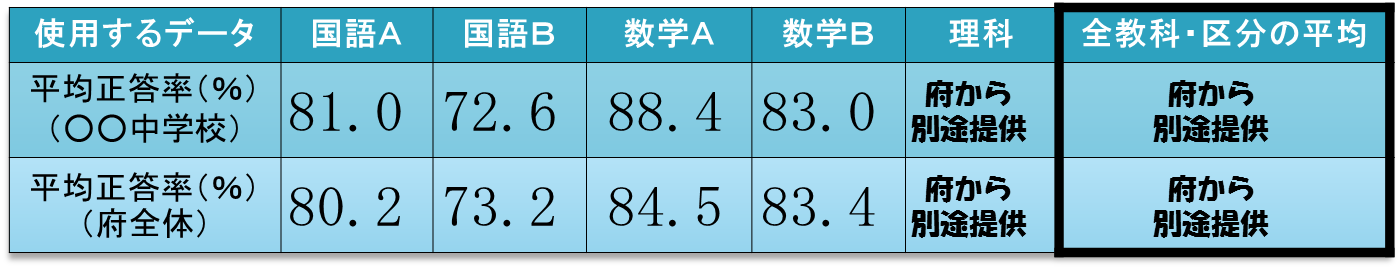 使用するデータ 国語A 国語B 数学A 数学B 理科 全教科・区分の平均
平均正答率(%)
(〇〇中学校)
81.0 72.6 88.4 83.0
府から
別途提供
府から
別途提供
平均正答率(%)
(府全体)
80.2 73.2 84.5 83.4
府から
別途提供
府から
別途提供